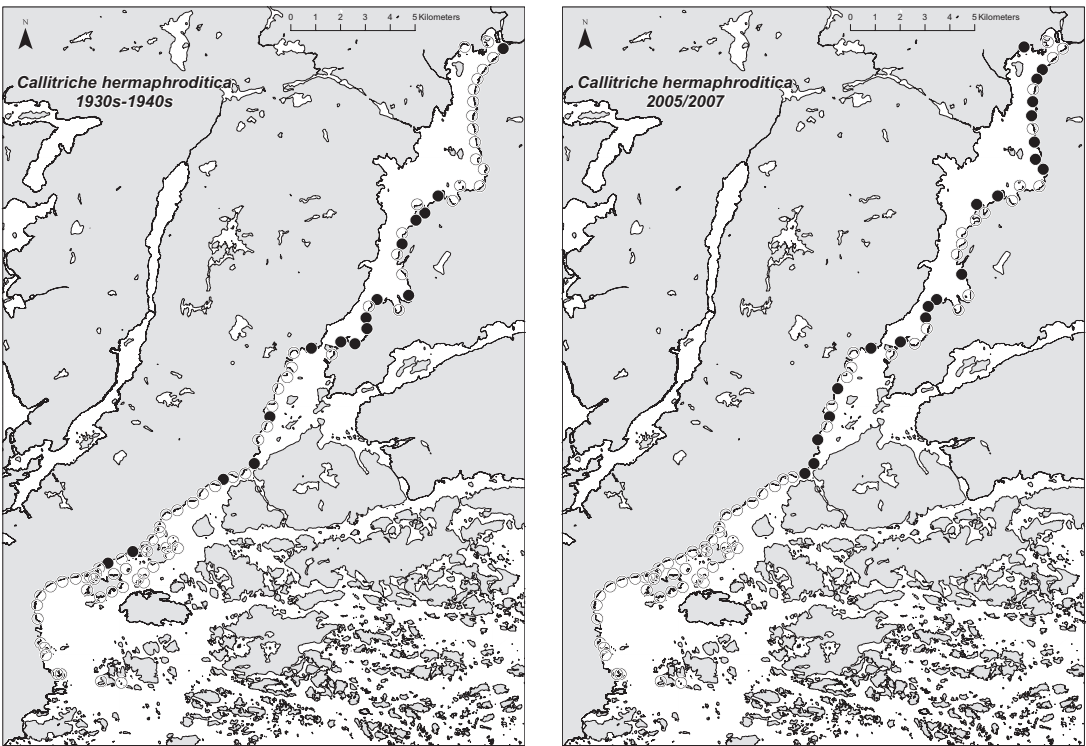 N
0 1 2 3 4 5 Kilometers
Callitriche hermaphroditica
1930s-1940s
N
0 1 2 3 4 5 Kilometers
Callitriche hermaphroditica
2005/2007